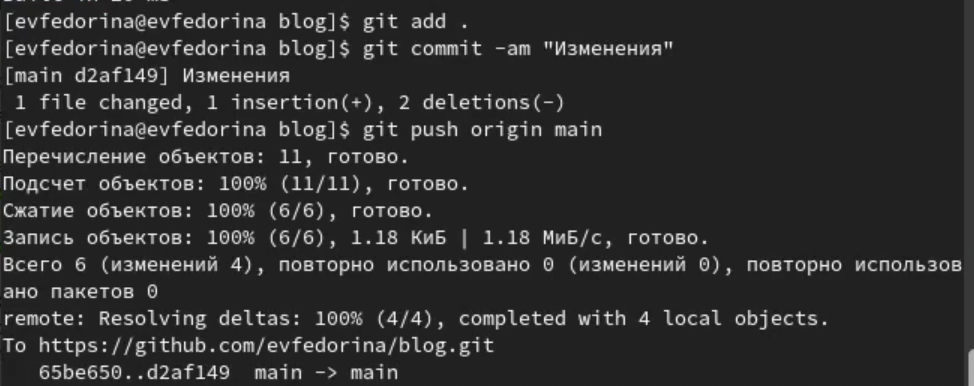 [evfedorina@evfedorina blog]$ git add .
[evfedorina@evfedorina blog]$ git commit -am "Изменения"
[main d2af149] Изменения
 1 file changed, 1 insertion(+), 2 deletions(-)
[evfedorina@evfedorina blog]$ git push origin main
Перечисление объектов: 11, готово.
Подсчет объектов: 100% (11/11), готово.
Сжатие объектов: 100% (6/6), готово.
Запись объектов: 100% (6/6), 1.18 КиБ | 1.18 МиБ/с, готово.
Всего 6 (изменений 4), повторно использовано 0 (изменений 0), повторно использов
ано пакетов 0
remote: Resolving deltas: 100% (4/4), completed with 4 local objects.
To https://github.com/evfedorina/blog.git
   65be650..d2af149  main -> main